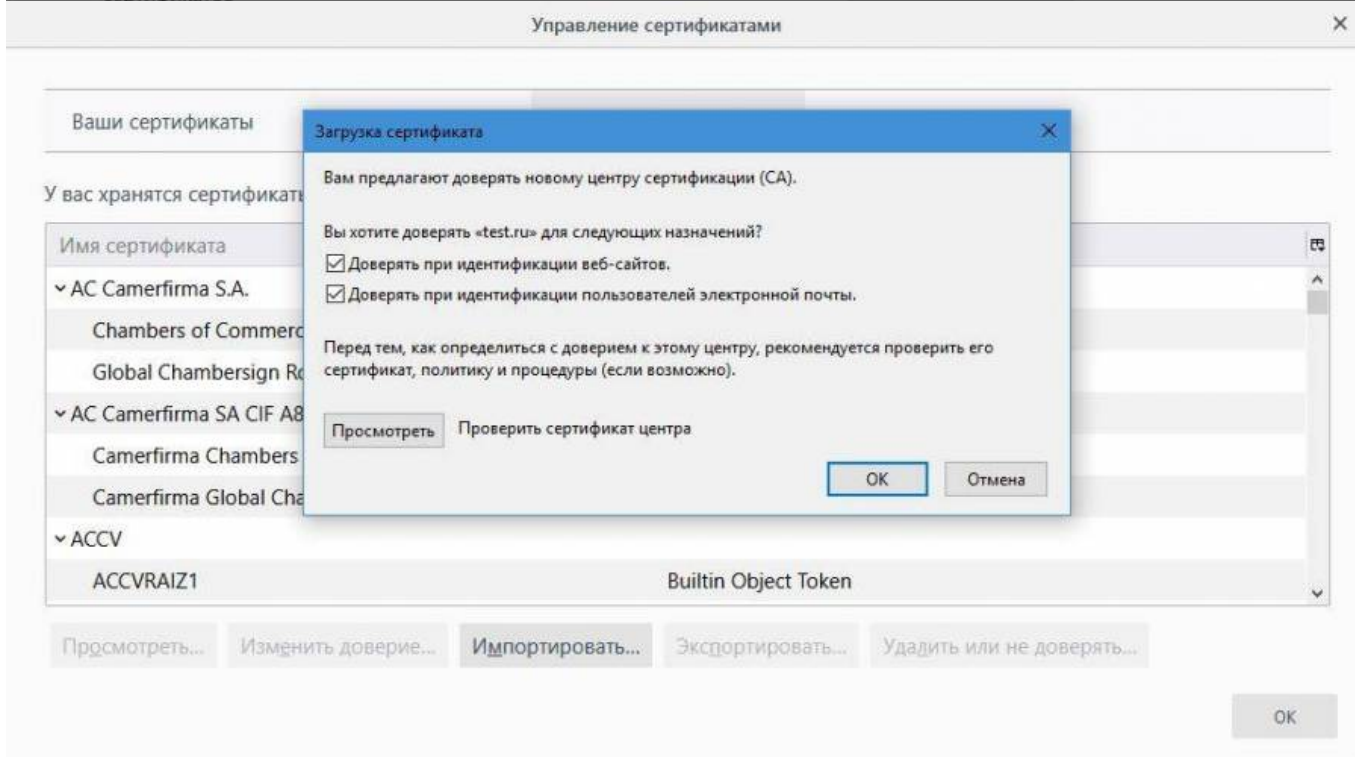 Управление сертификатами
Ваши сертификаты
Загрузка сертификата
Вам предлагают доверять новому центру сертификации (CA).
У вас хранятся
Вы хотите доверять «test.ru» для следующих назначений?
Имя сертификата
Доверять при идентификации веб-сайтов.
Доверять при идентификации пользователей электронной почты.
AC Camerfirma S.A.
Chambers of
Перед тем, как определиться с доверием к этому центру, рекомендуется проверить его
сертификат, политику и процедуры (если возможно).
Global Chambersign
AC Camerfirma SA CIF
Просмотреть Проверить сертификат центра
Camerfirma Chambers
OK Отмена
Camerfirma Global
ACCV
ACCVRAIZ1 Builtin Object Token
Просмотреть... Изменить доверие... Импортировать... Экспортировать... Удалить или не доверять...
OK